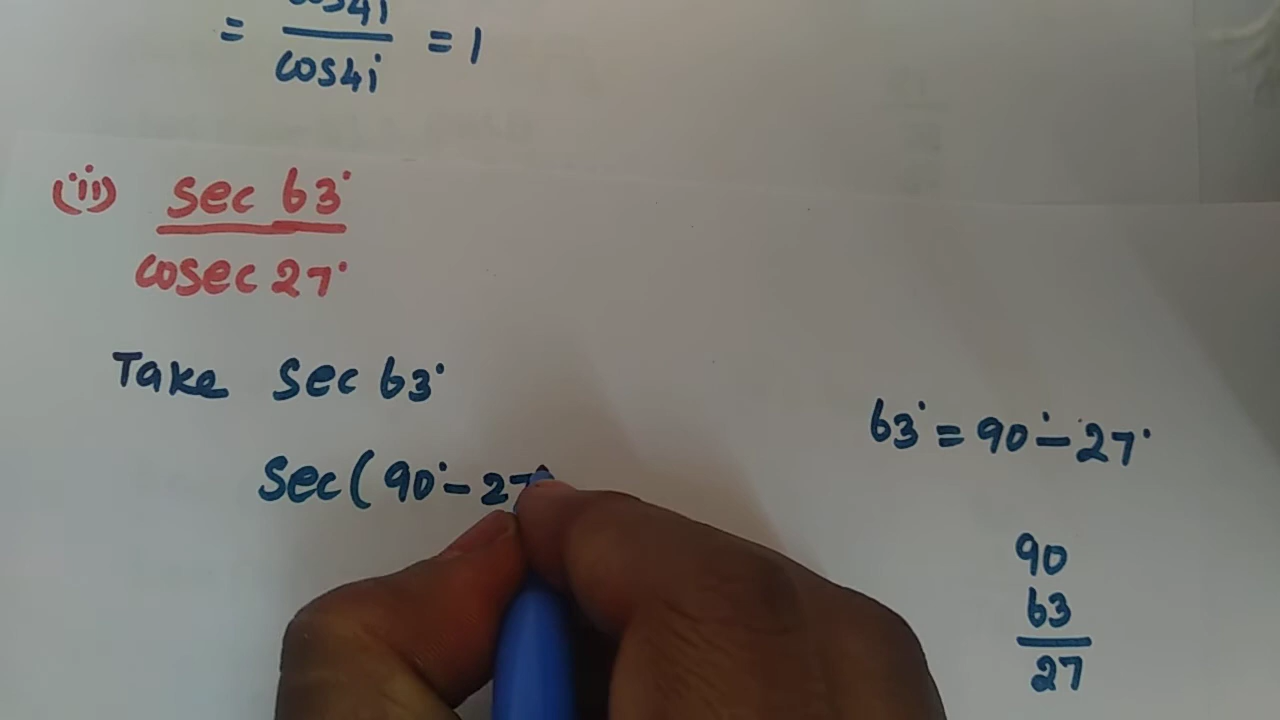 = cos41 / cos41 = 1
(ii) sec 63° / cosec 27°
Take sec 63°
63° = 90° - 27°
sec ( 90° - 27
90
63
27